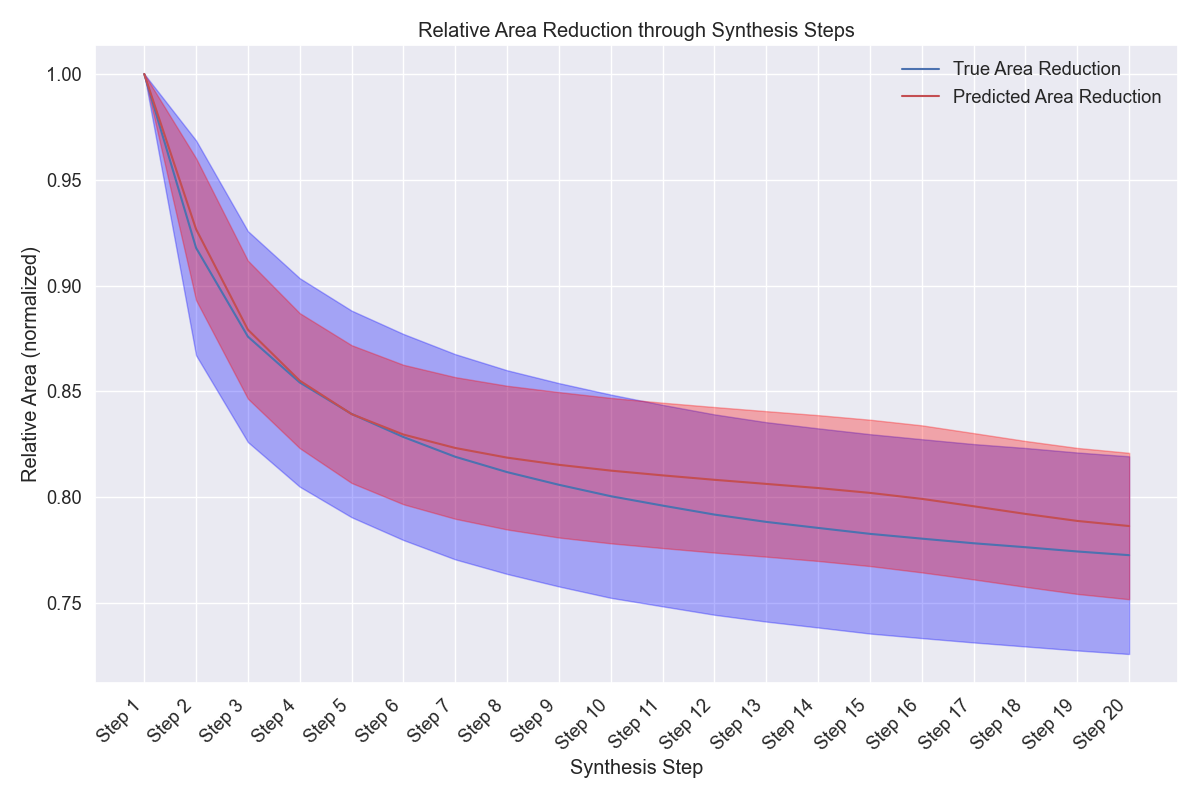 Relative Area Reduction through Synthesis Steps
True Area Reduction
Predicted Area Reduction
Relative Area (normalized)
1.00
0.95
0.90
0.85
0.80
0.75
Step 1
Step 2
Step 3
Step 4
Step 5
Step 6
Step 7
Step 8
Step 9
Step 10
Step 11
Step 12
Step 13
Step 14
Step 15
Step 16
Step 17
Step 18
Step 19
Step 20
Synthesis Step